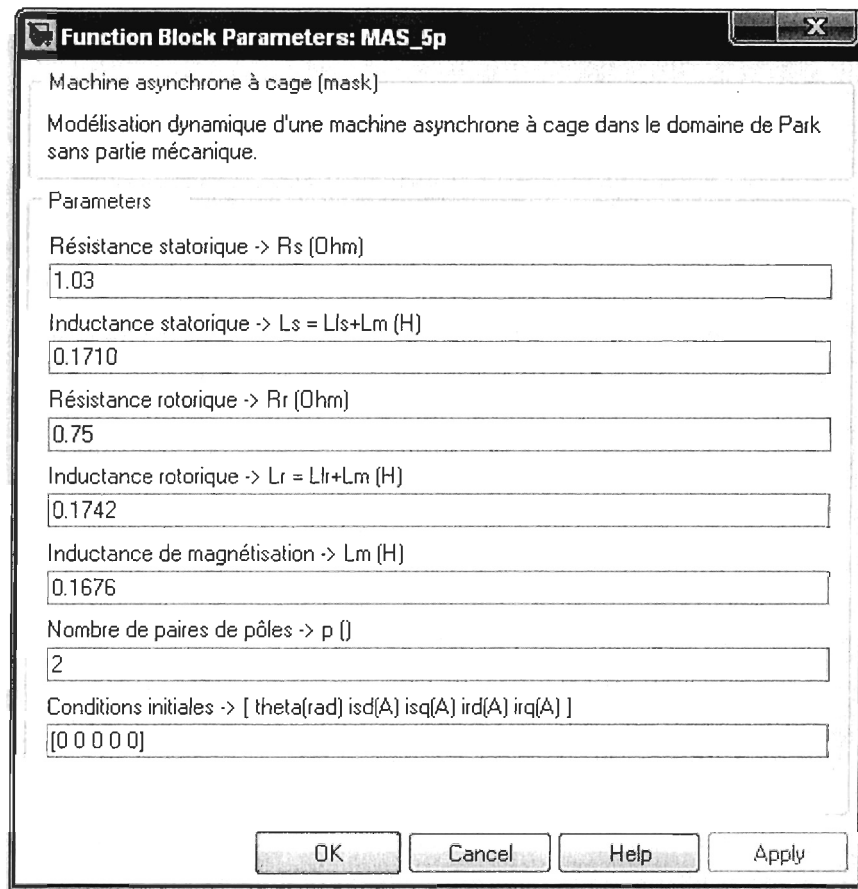 Function Block Parameters: MAS_5p
Machine asynchrone à cage (mask)
Modélisation dynamique d'une machine asynchrone à cage dans le domaine de Park
sans partie mécanique.
Parameters
Résistance statorique -> Rs (Ohm)
1.03
Inductance statorique -> Ls = Lls+Lm (H)
0.1710
Résistance rotorique -> Rr (Ohm)
0.75
Inductance rotorique -> Lr = Llr+Lm (H)
0.1742
Inductance de magnétisation -> Lm (H)
0.1676
Nombre de paires de pôles -> p ()
2
Conditions initiales -> [ theta(rad) isd(A) isq(A) ird(A) irq(A) ]
[0 0 0 0 0]
OK Cancel Help Apply